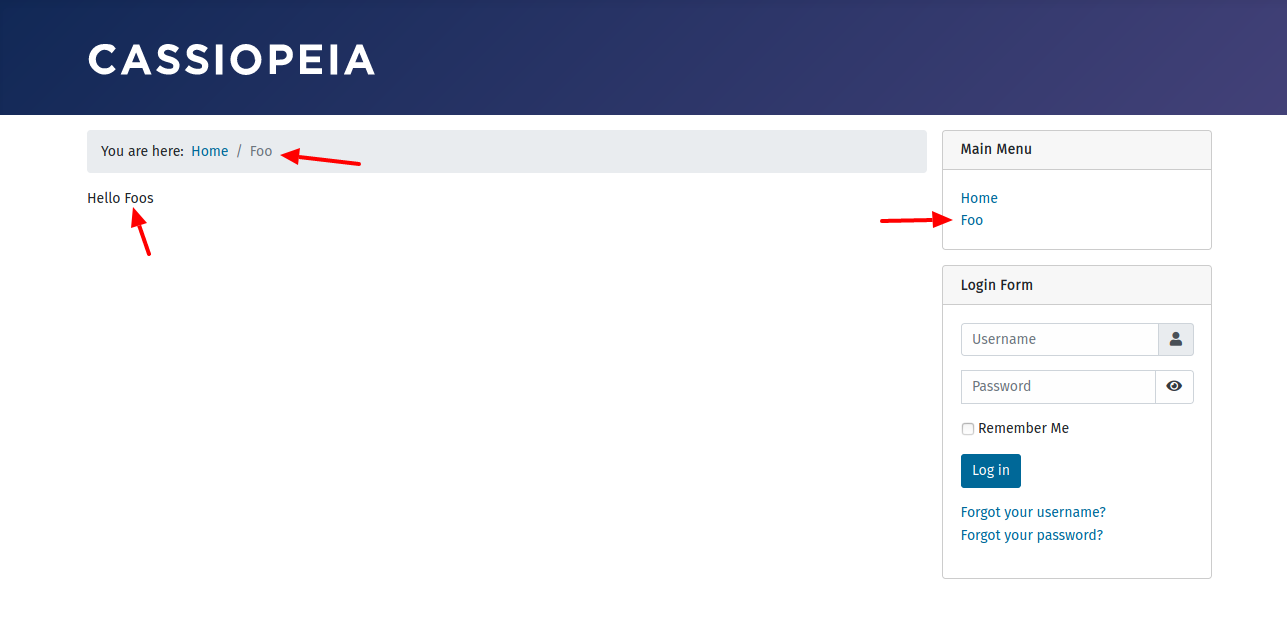 CASSIOPEIA
You are here: Home / Foo
Hello Foos
Main Menu
Home
Foo
Login Form
Username
Password
Remember Me
Log in
Forgot your username?
Forgot your password?